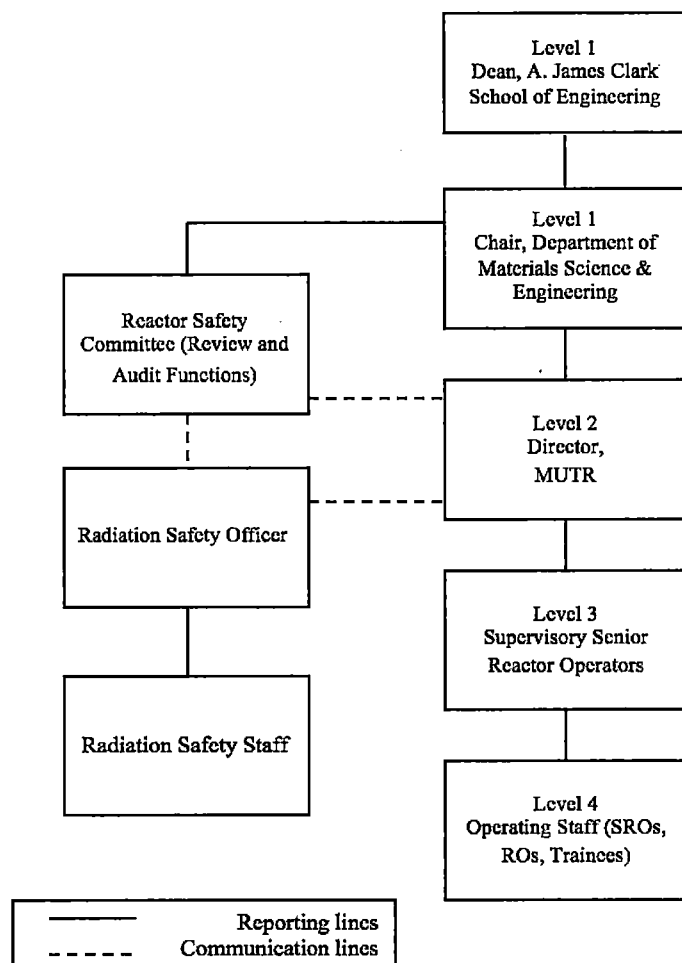 Level 1
Dean, A. James Clark
School of Engineering
Level 1
Chair, Department of
Materials Science &
Engineering
Reactor Safety
Committee (Review and
Audit Functions)
Level 2
Director,
MUTR
Radiation Safety Officer
Level 3
Supervisory Senior
Reactor Operators
Radiation Safety Staff
Level 4
Operating Staff (SROs,
ROs, Trainees)
Reporting lines
Communication lines